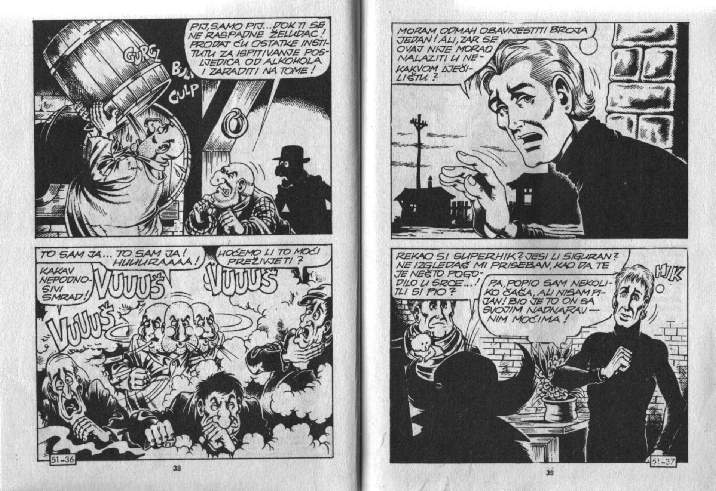 PIJ, SAMO PIJ... DOK TI SE
NE RASPADNE ŽELUDAC!
PRODAT ĆU OSTATKE INSTI-
TUTU ZA ISPITIVANJE POS-
LJEDICA OD ALKOHOLA
I ZARADITI NA TOME!
GURG!
GULP
TO SAM JA... TO SAM JA!
HUUURAAAA!
HOĆEMO LI TO MOĆI
PREŽIVJETI?
KAKAV
NEPODNO-
ŠIVI
SMRAD!
VUUUŠ
VUUUŠ
VUUUŠ
VUUUŠ
51-36
38
MORAM ODMAH OBAVIJESTITI BROJA
JEDAN! ALI, ZAR SE
OVAJ NIJE MORAO
NALAZITI U NE-
KAKVOM LJEČI-
LIŠTU?
REKAO SI SUPERHIK? JESI LI SIGURAN?
NE IZGLEDAŠ MI PRISEBAN, KAO DA TE
JE NEŠTO POGO-
DILO U SRCE...!
ILI SI PIO?
HIK
PA, POPIO SAM NEKOLI-
KO ČAŠA, ALI NISAM PI-
JAN! BIO JE TO ON SA
SVOJIM NADNARAV-
NIM MOĆIMA!
51-37